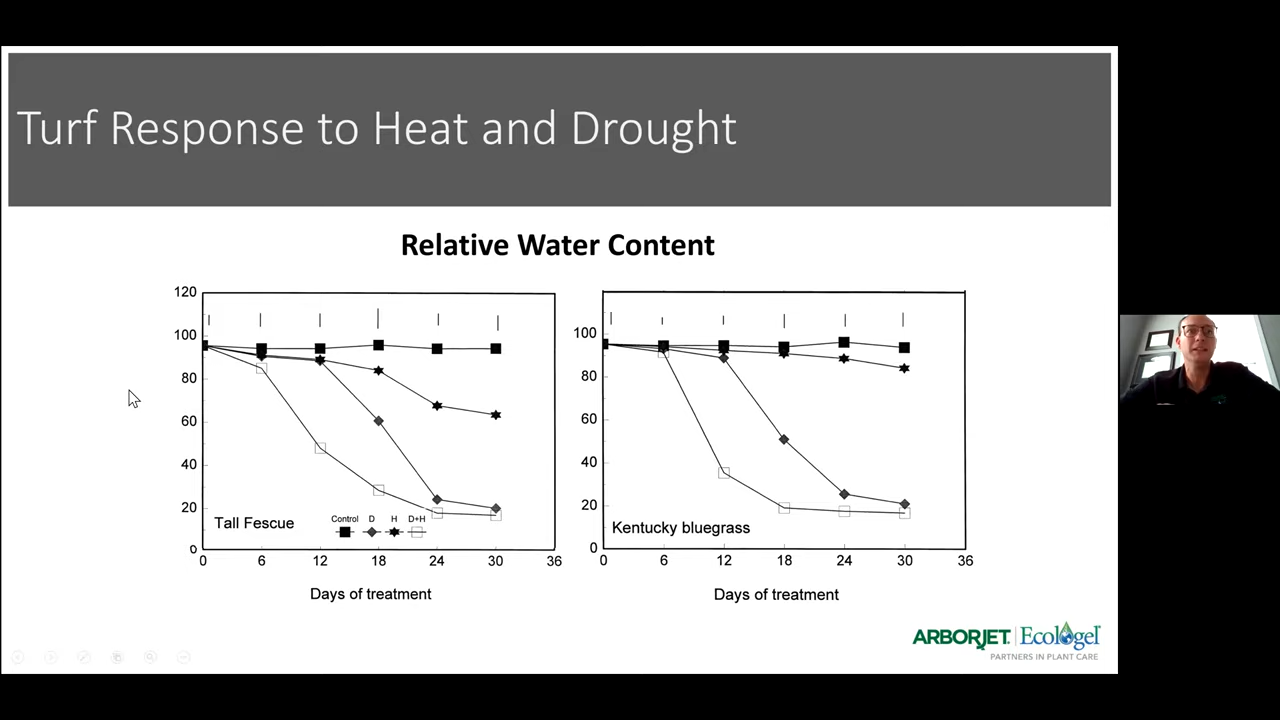 Turf Response to Heat and Drought
Relative Water Content
120
100
80
60
40
20
0
Tall Fescue
Control D H D+H
0 6 12 18 24 30 36
Days of treatment
100
80
60
40
20
0
Kentucky bluegrass
0 6 12 18 24 30 36
Days of treatment
ARBORJET | Ecologel
PARTNERS IN PLANT CARE